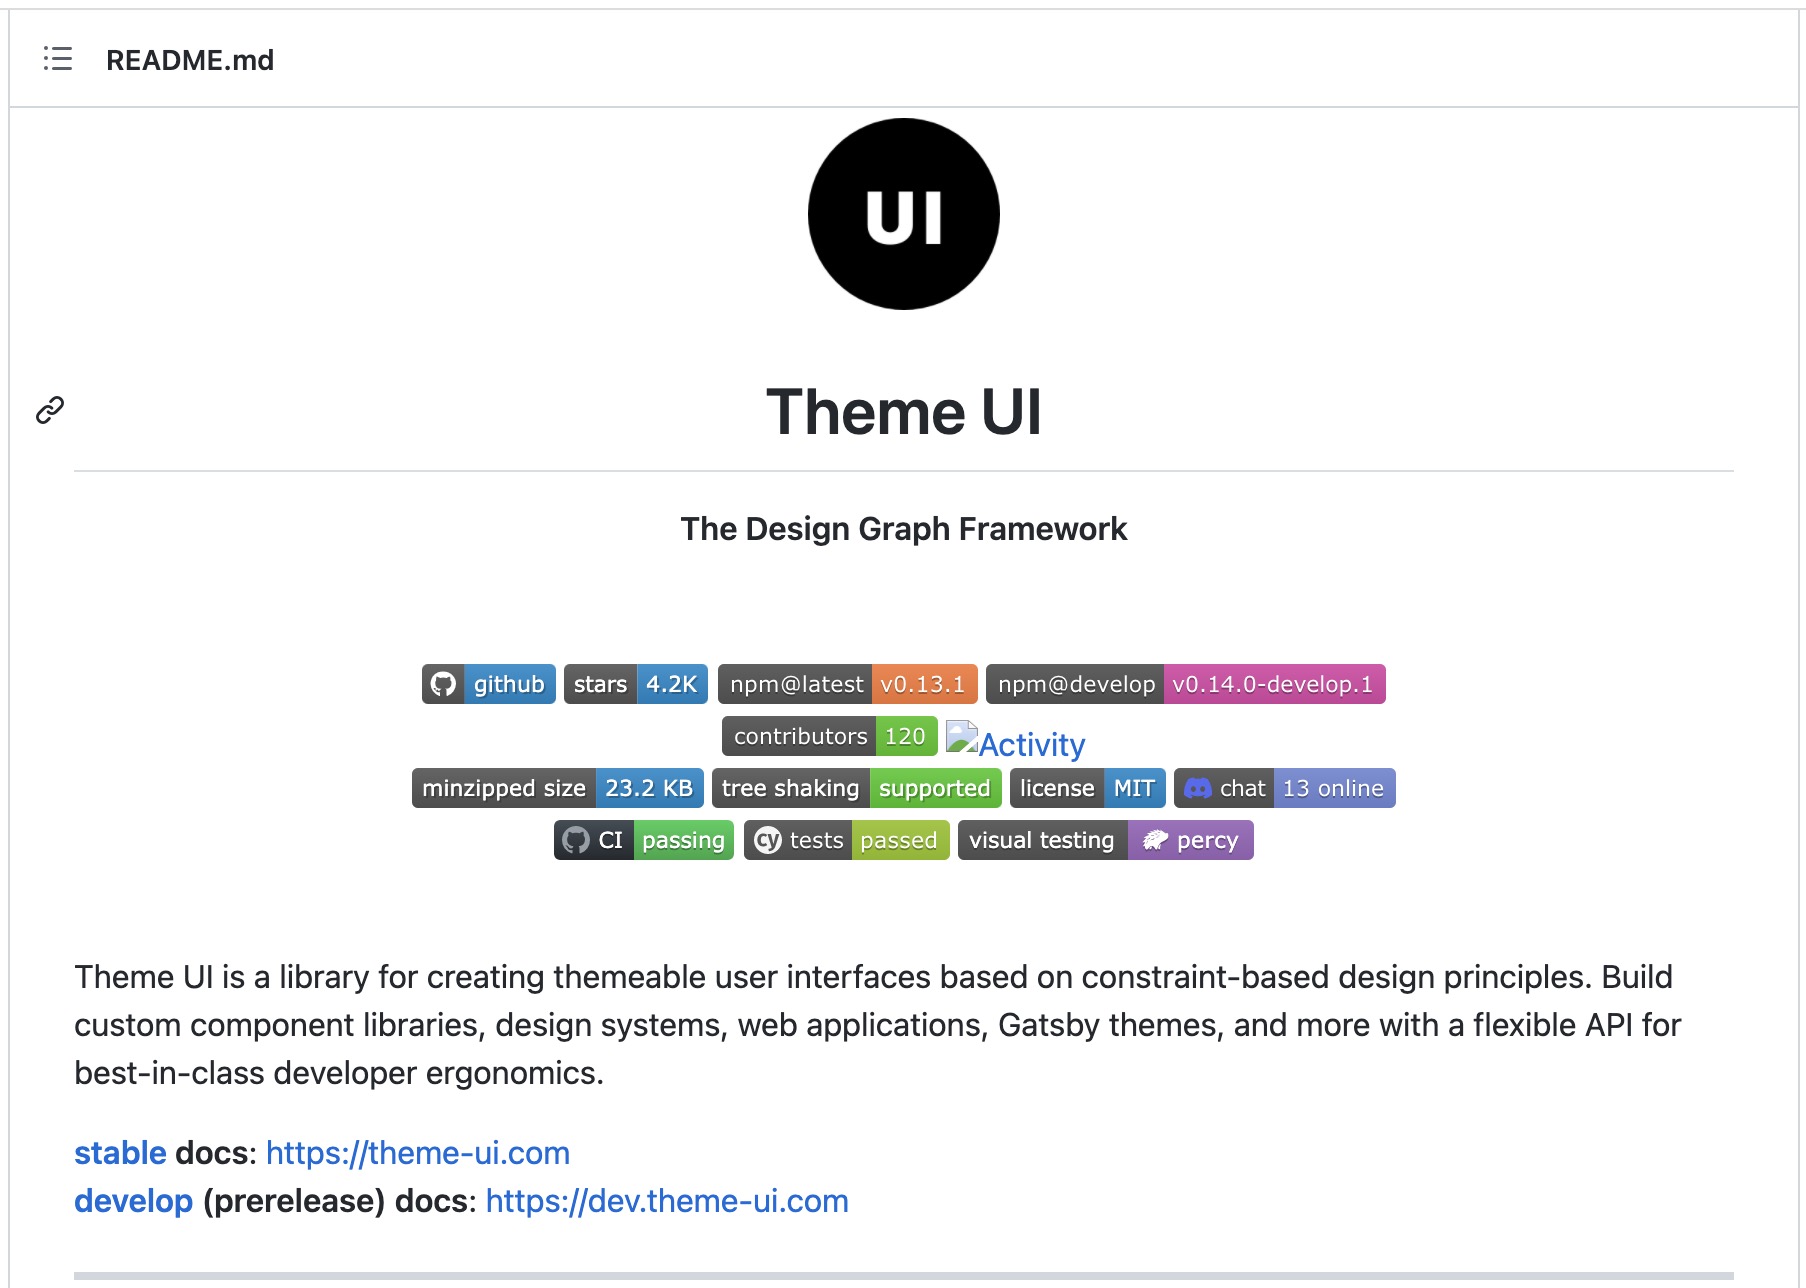 README.md
UI
Theme UI
The Design Graph Framework
github stars 4.2K npm@latest v0.13.1 npm@develop v0.14.0-develop.1
contributors 120 Activity
minzipped size 23.2 KB tree shaking supported license MIT chat 13 online
CI passing cy tests passed visual testing percy
Theme UI is a library for creating themeable user interfaces based on constraint-based design principles. Build
custom component libraries, design systems, web applications, Gatsby themes, and more with a flexible API for
best-in-class developer ergonomics.
stable docs: https://theme-ui.com
develop (prerelease) docs: https://dev.theme-ui.com